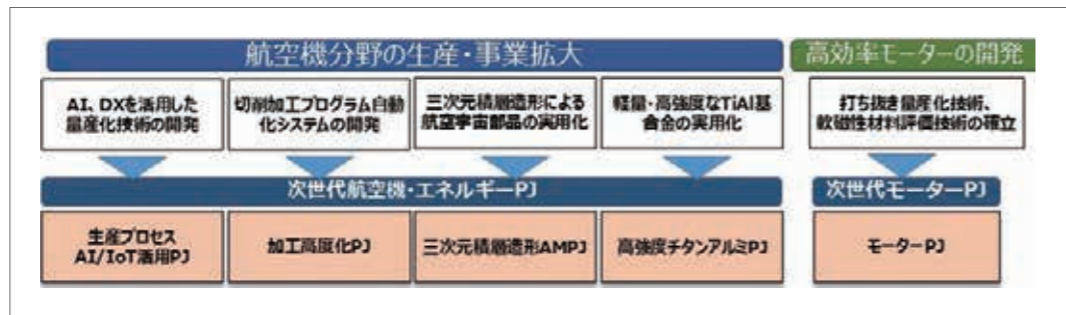 航空機分野の生産・事業拡大
高効率モーターの開発
AI、DXを活用した
量産化技術の開発
切削加工プログラム自動
化システムの開発
三次元積層造形による
航空宇宙部品の実用化
軽量・高強度なTiAl基
合金の実用化
打ち抜き量産化技術、
軟磁性材料評価技術の確立
次世代航空機・エネルギーPJ
次世代モーターPJ
生産プロセス
AI/IoT活用PJ
加工高度化PJ
三次元積層造形AMPJ
高強度チタンアルミPJ
モーターPJ